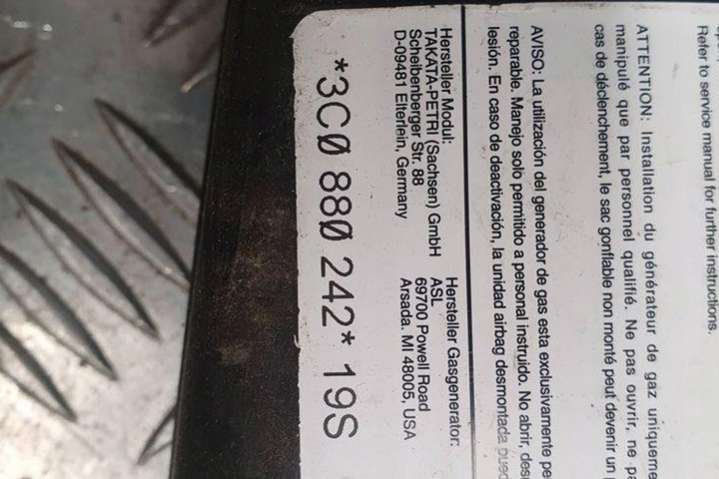 Refer to service manual for further instructions.
ATTENTION: Installation du générateur de gaz uniqueme
manipulé que par personnel qualifié. Ne pas ouvrir, ne pa
cas de déclenchement, le sac gonflable non monté peut devenir un
AVISO: La utilización del generador de gas esta exclusivamente pe
reparable. Manejo solo permitido a personal instruido. No abrir, desu
lesión. En caso de deactivación, la unidad airbag desmontada pued
Hersteller Modul:
TAKATA-PETRI (Sachsen) GmbH
Scheibenberger Str. 88
D-09481 Elterlein, Germany
Hersteller Gasgenerator:
ASL
69700 Powell Road
Arsada. MI 48005, USA
*3C0 880 242*19S